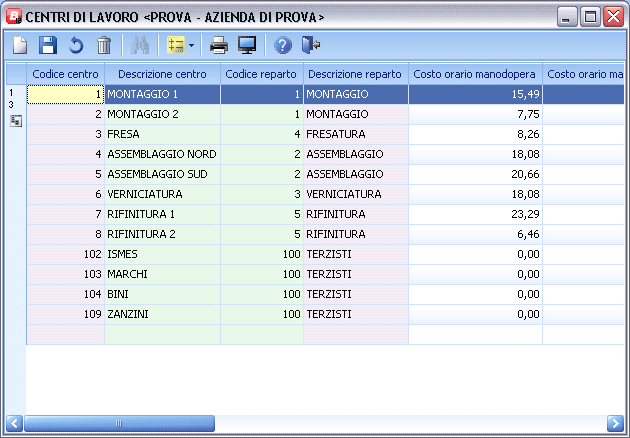 CENTRI DI LAVORO <PROVA - AZIENDA DI PROVA>
Codice centro Descrizione centro Codice reparto Descrizione reparto Costo orario manodopera Costo orario ma
1 3
1 MONTAGGIO 1 1 MONTAGGIO 15,49
2 MONTAGGIO 2 1 MONTAGGIO 7,75
3 FRESA 4 FRESATURA 8,26
4 ASSEMBLAGGIO NORD 2 ASSEMBLAGGIO 18,08
5 ASSEMBLAGGIO SUD 2 ASSEMBLAGGIO 20,66
6 VERNICIATURA 3 VERNICIATURA 18,08
7 RIFINITURA 1 5 RIFINITURA 23,29
8 RIFINITURA 2 5 RIFINITURA 6,46
102 ISMES 100 TERZISTI 0,00
103 MARCHI 100 TERZISTI 0,00
104 BINI 100 TERZISTI 0,00
109 ZANZINI 100 TERZISTI 0,00